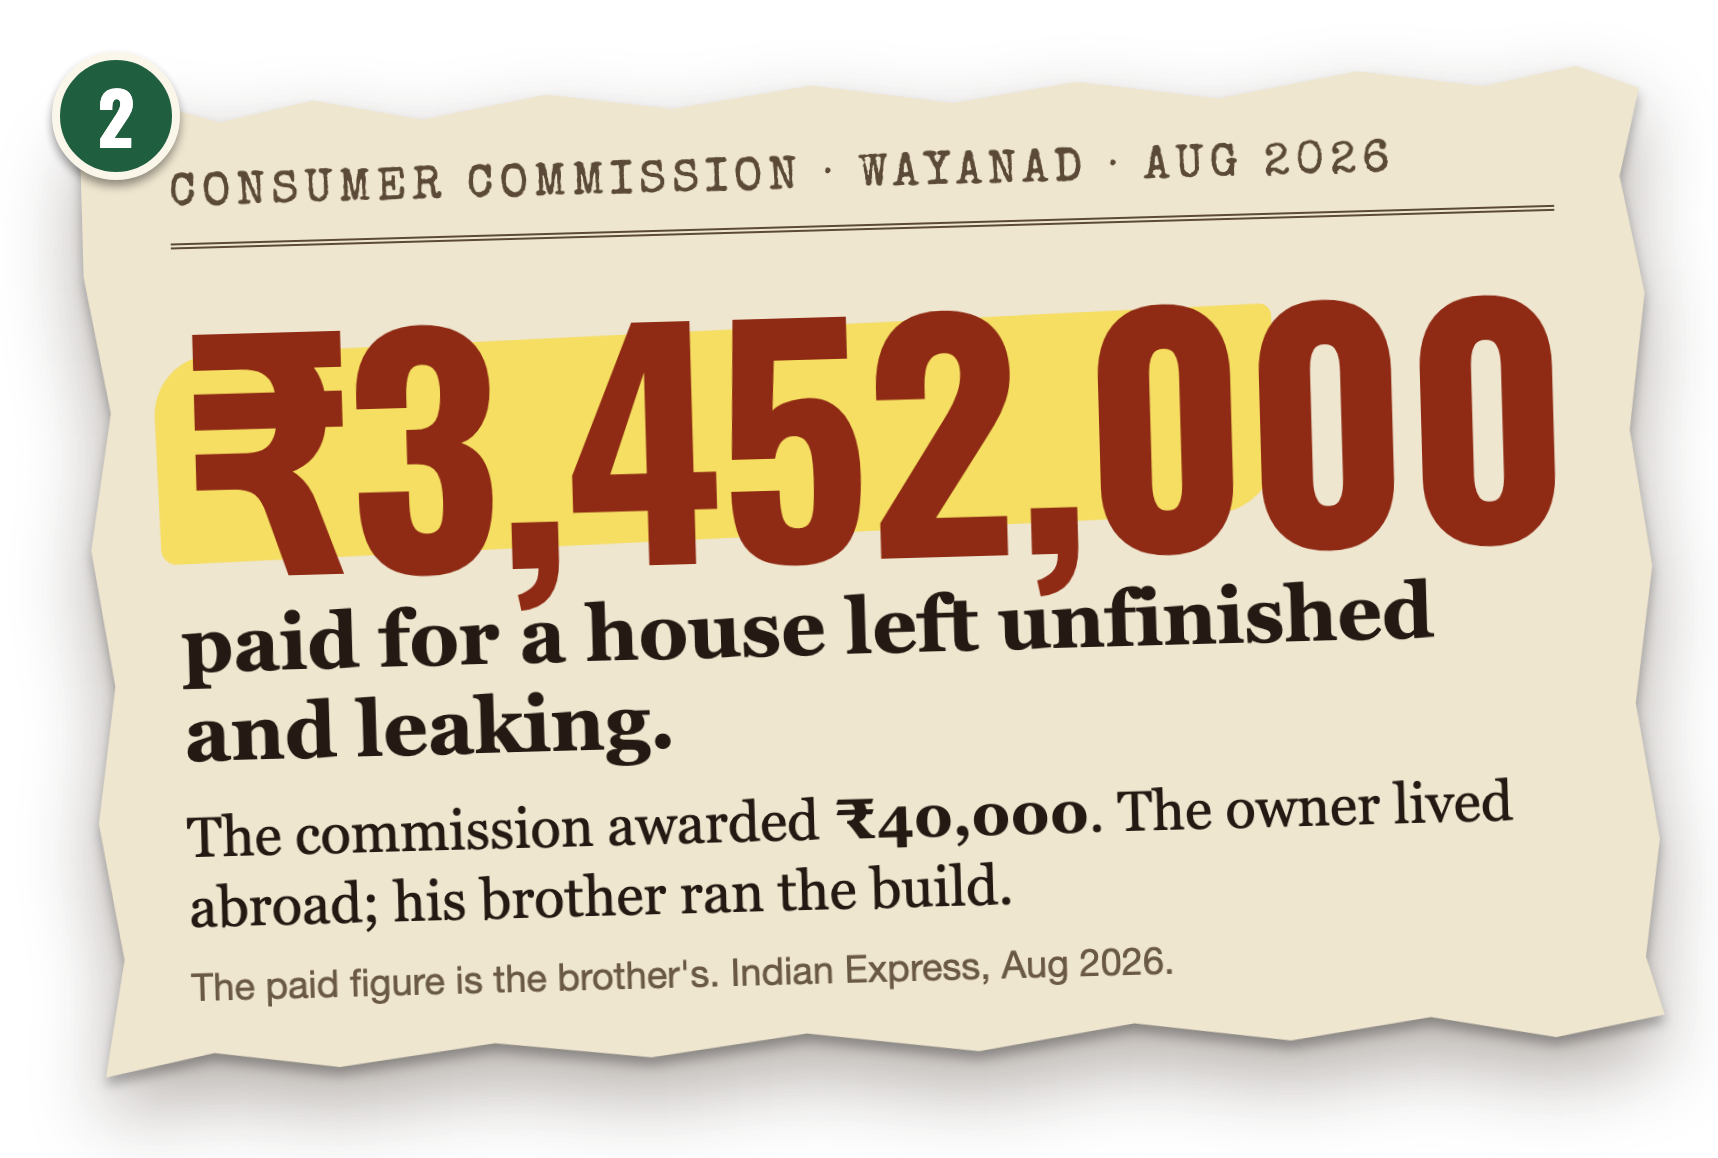 2
CONSUMER COMMISSION · WAYANAD · AUG 2026
₹3,452,000
paid for a house left unfinished
and leaking.
The commission awarded ₹40,000. The owner lived
abroad; his brother ran the build.
The paid figure is the brother's. Indian Express, Aug 2026.